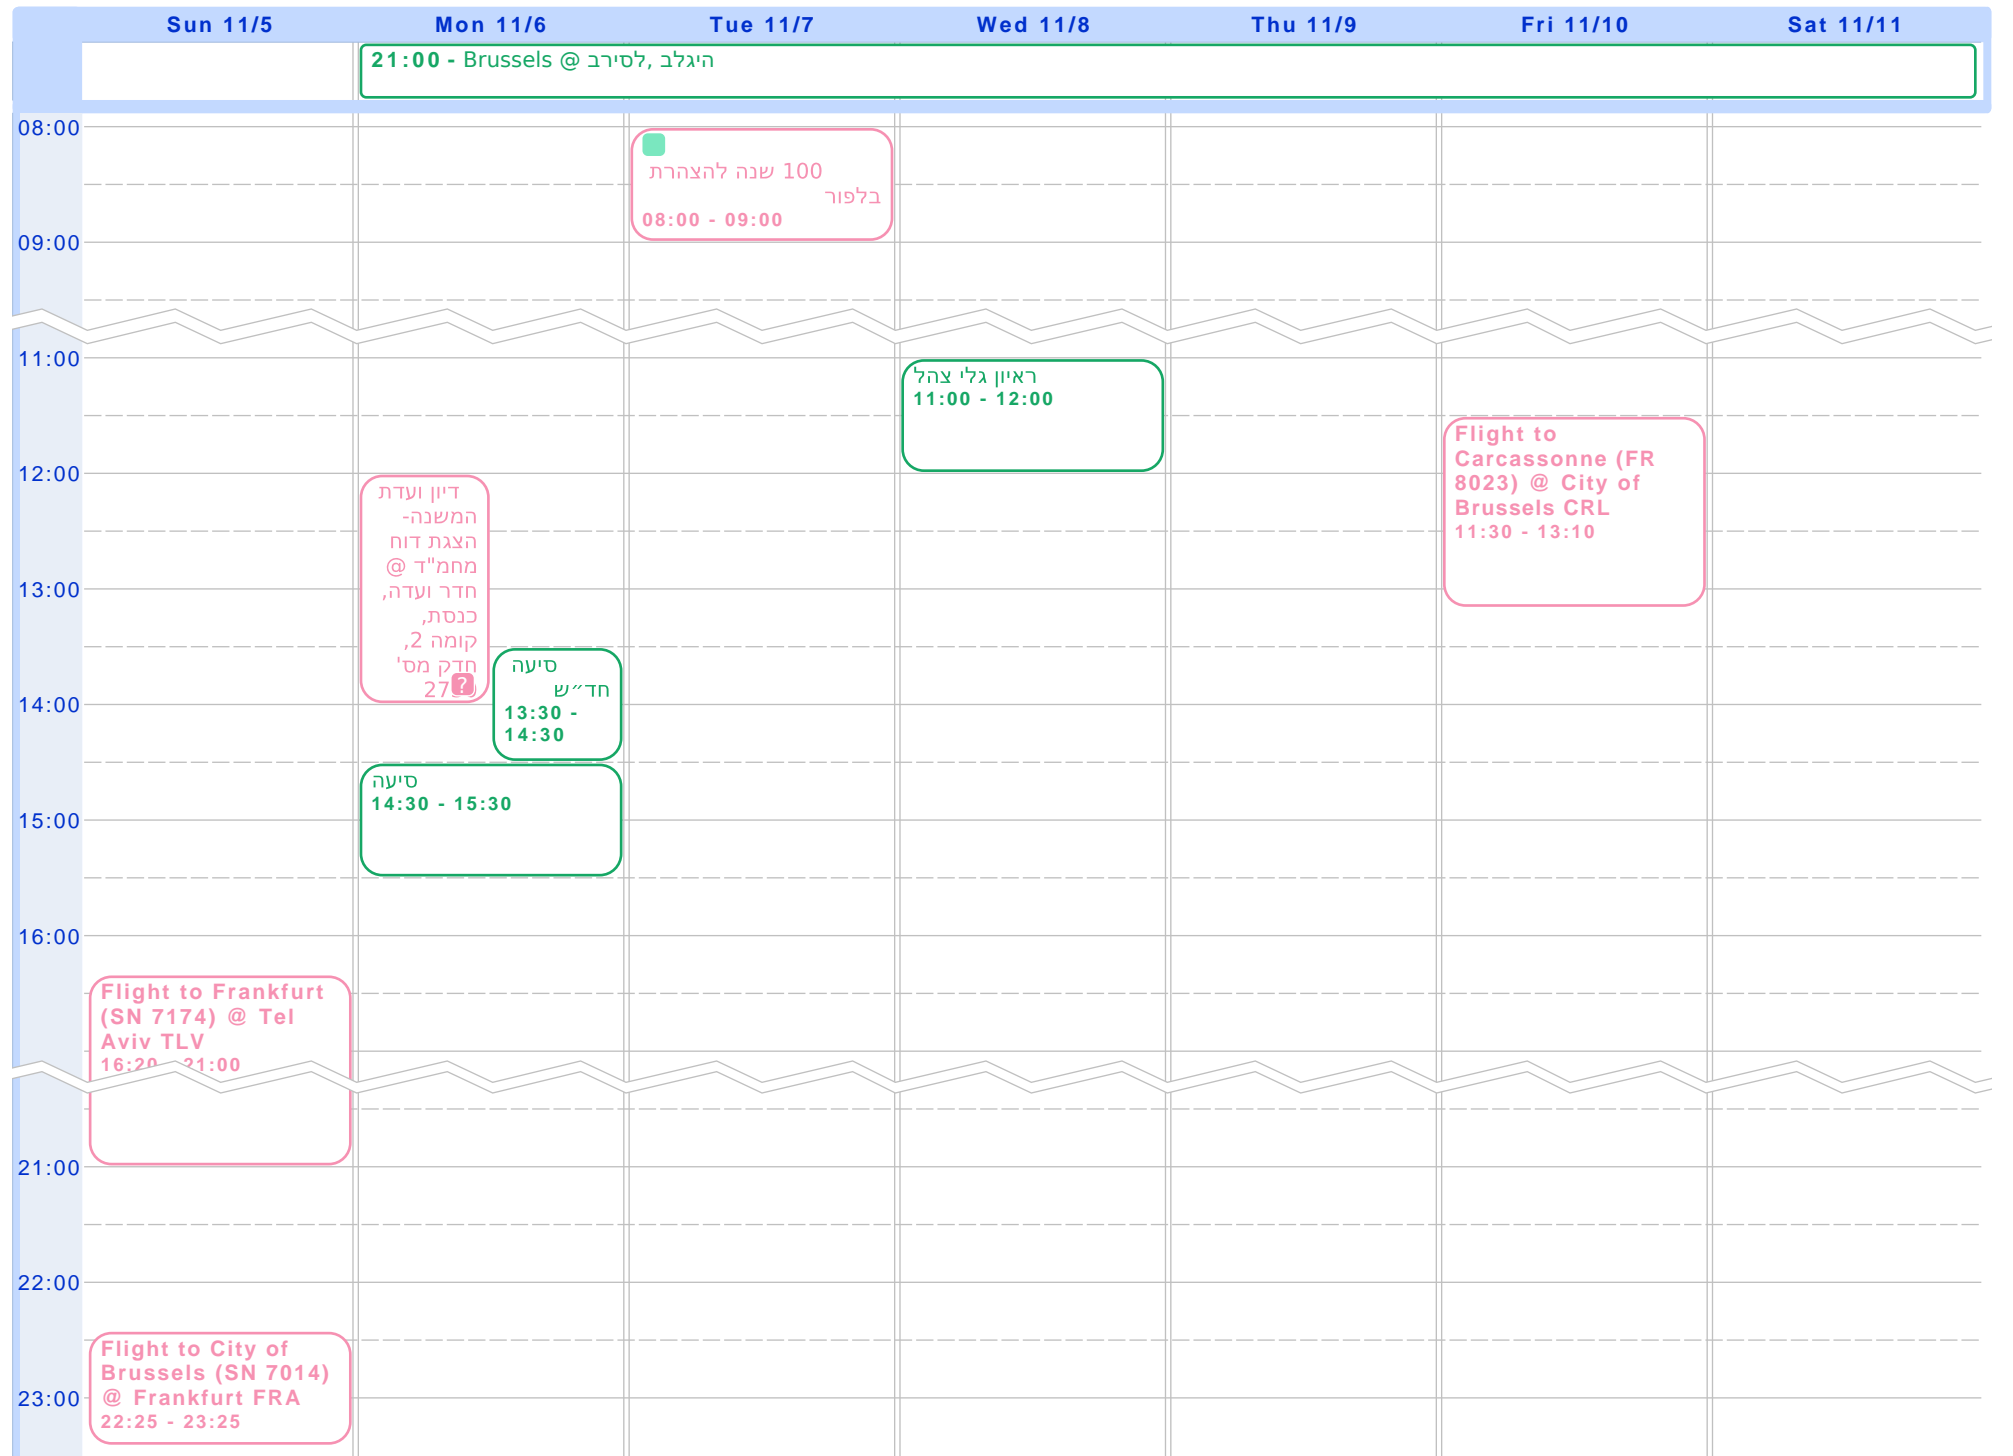 Sun 11/5 Mon 11/6 Tue 11/7 Wed 11/8 Thu 11/9 Fri 11/10 Sat 11/11
21:00 - Brussels @ היגלב ,לסירב
08:00
100 שנה להצהרת
בלפור
08:00 - 09:00
09:00
11:00
ראיון גלי צהל
11:00 - 12:00
Flight to
Carcassonne (FR
8023) @ City of
Brussels CRL
11:30 - 13:10
12:00
דיון ועדת
המשנה-
הצגת דוח
מחמ"ד @
חדר ועדה,
כנסת,
קומה 2,
חדק מס'
?
13:00
סיעה
חד״ש
13:30 -
14:30
14:00
סיעה
14:30 - 15:30
15:00
16:00
Flight to Frankfurt
(SN 7174) @ Tel
Aviv TLV
16:20 - 21:00
21:00
22:00
Flight to City of
Brussels (SN 7014)
@ Frankfurt FRA
22:25 - 23:25
23:00